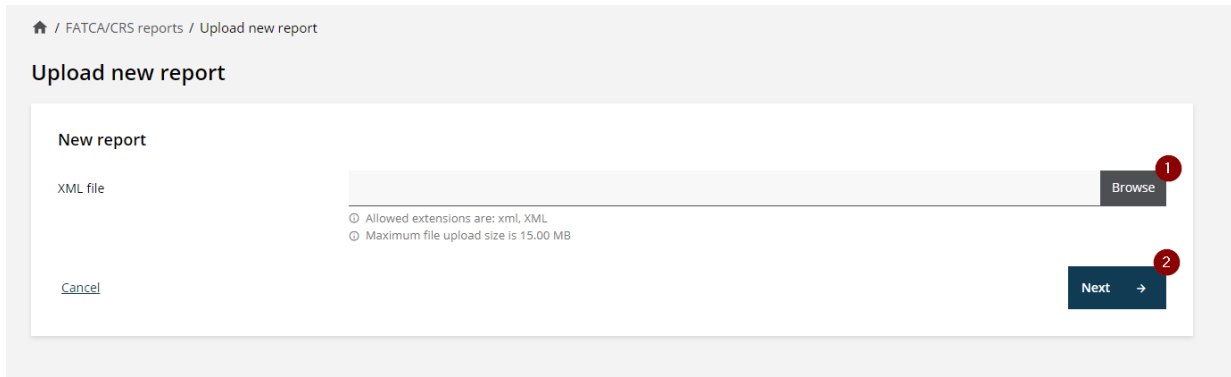 / FATCA/CRS reports / Upload new report
Upload new report
New report
1
XML file
Browse
Allowed extensions are: xml, XML
Maximum file upload size is 15.00 MB
2
Cancel
Next →